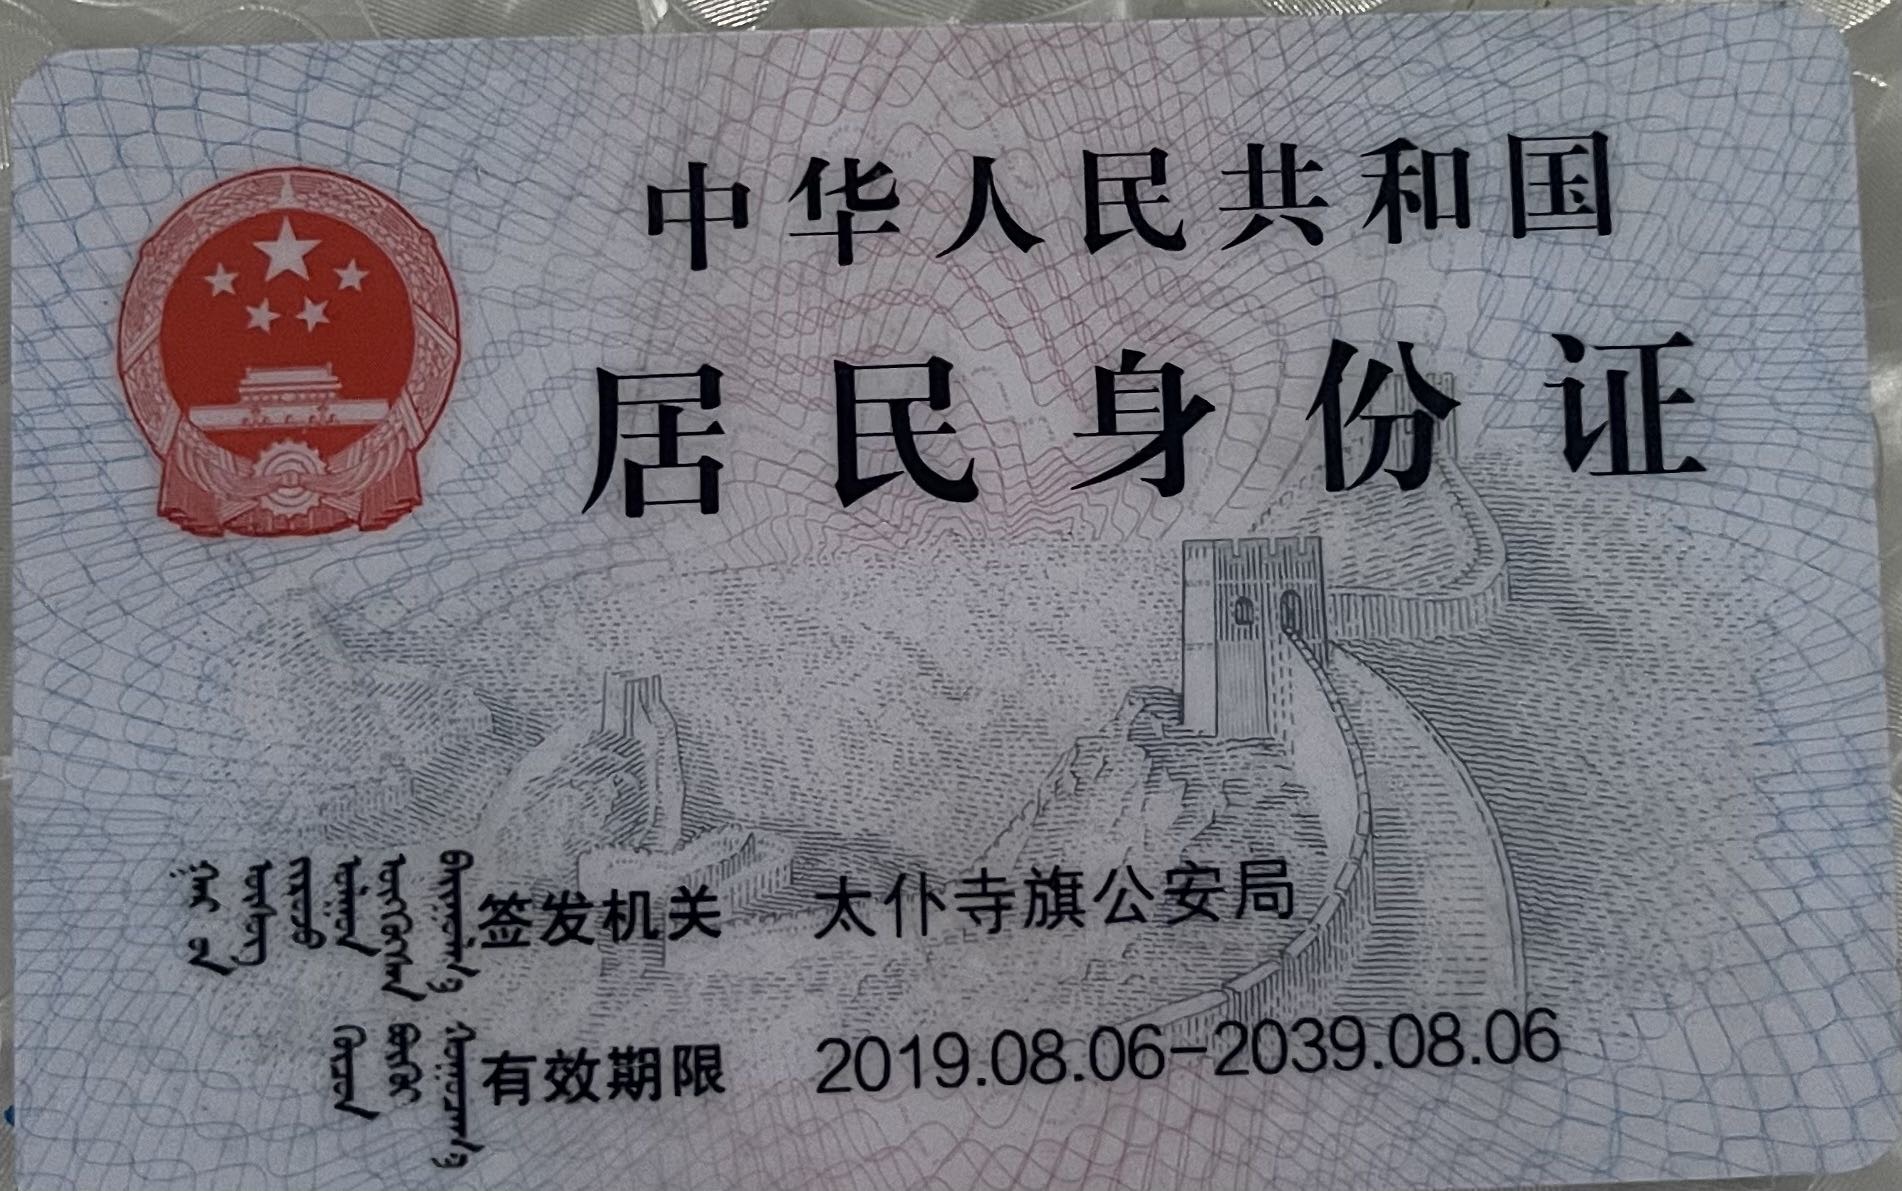 中华人民共和国
居民身份证
签发机关 太仆寺旗公安局
有效期限 2019.08.06-2039.08.06